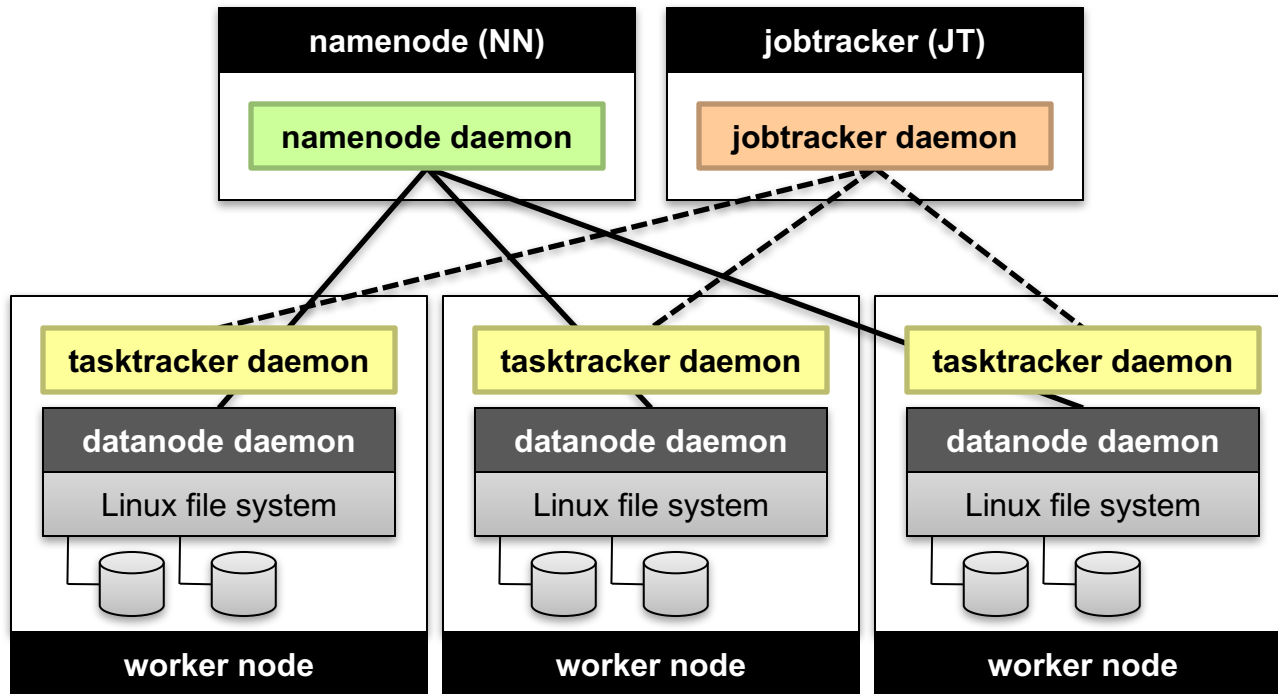 namenode (NN)
jobtracker (JT)
namenode daemon
jobtracker daemon
tasktracker daemon
tasktracker daemon
tasktracker daemon
datanode daemon
datanode daemon
datanode daemon
Linux file system
Linux file system
Linux file system
worker node
worker node
worker node